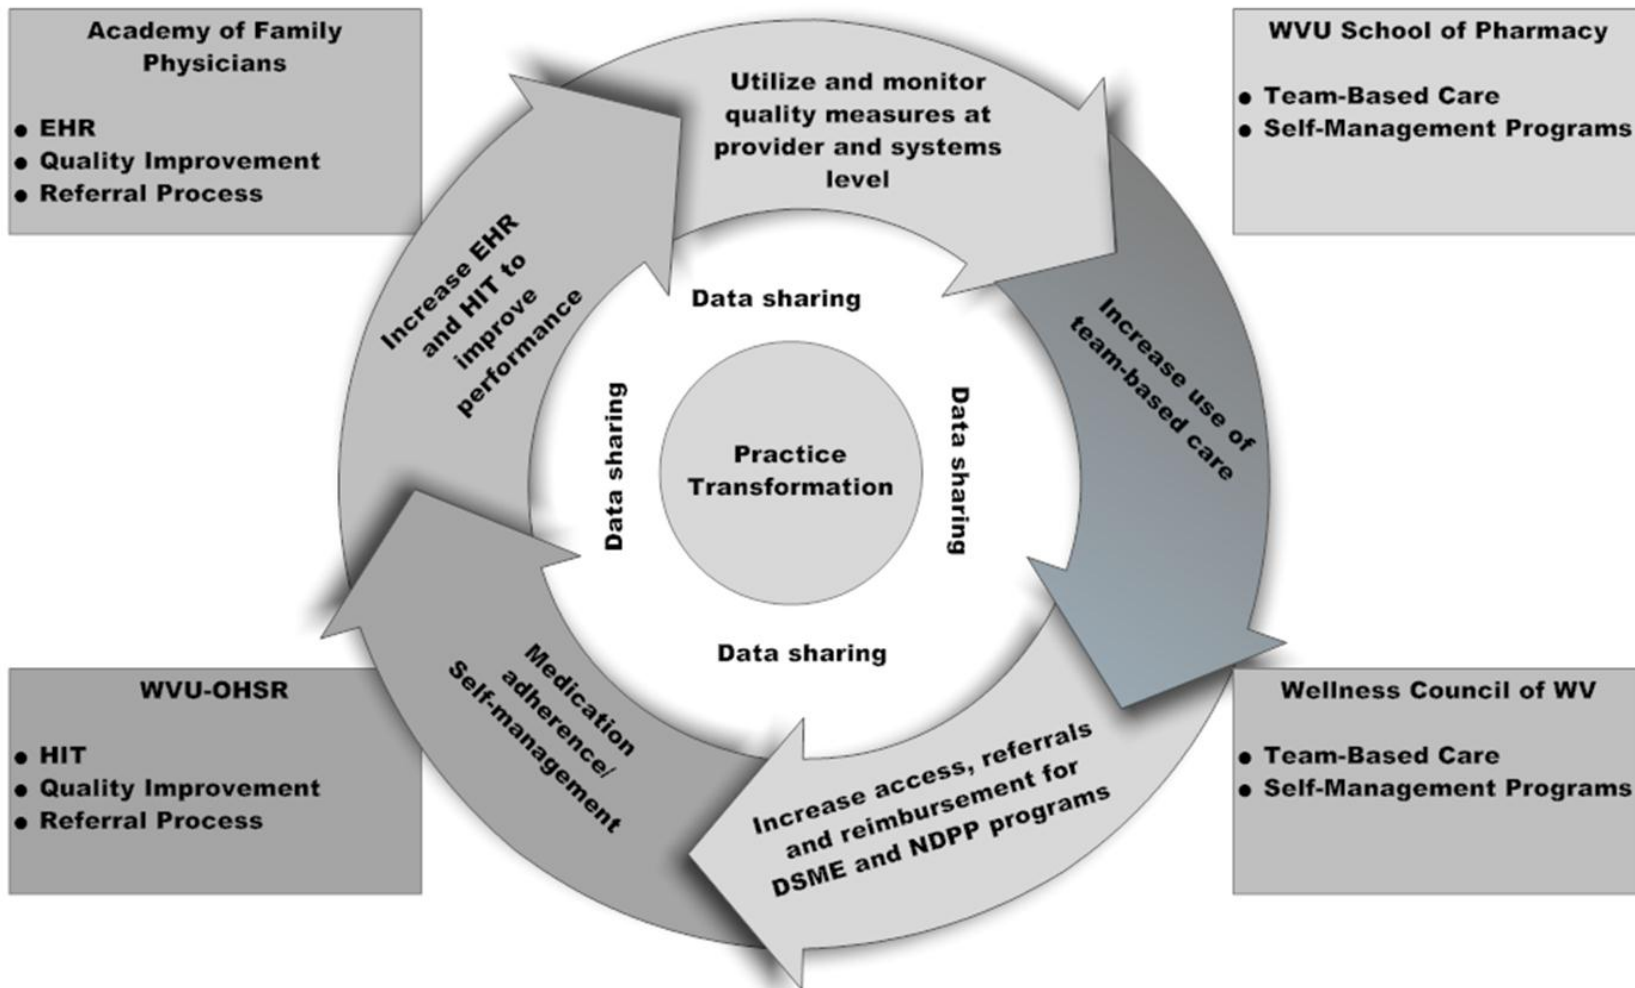 Academy of Family
Physicians
● EHR
● Quality Improvement
● Referral Process
Utilize and monitor
quality measures at
provider and systems
level
WVU School of Pharmacy
● Team-Based Care
● Self-Management Programs
Increase EHR
and HIT to
improve
performance
Increase use of
team-based care
Data sharing
Data sharing
Practice
Transformation
Data sharing
Data sharing
WVU-OHSR
● HIT
● Quality Improvement
● Referral Process
Medication
adherence/
Self-management
Increase access, referrals
and reimbursement for
DSME and NDPP programs
Wellness Council of WV
● Team-Based Care
● Self-Management Programs